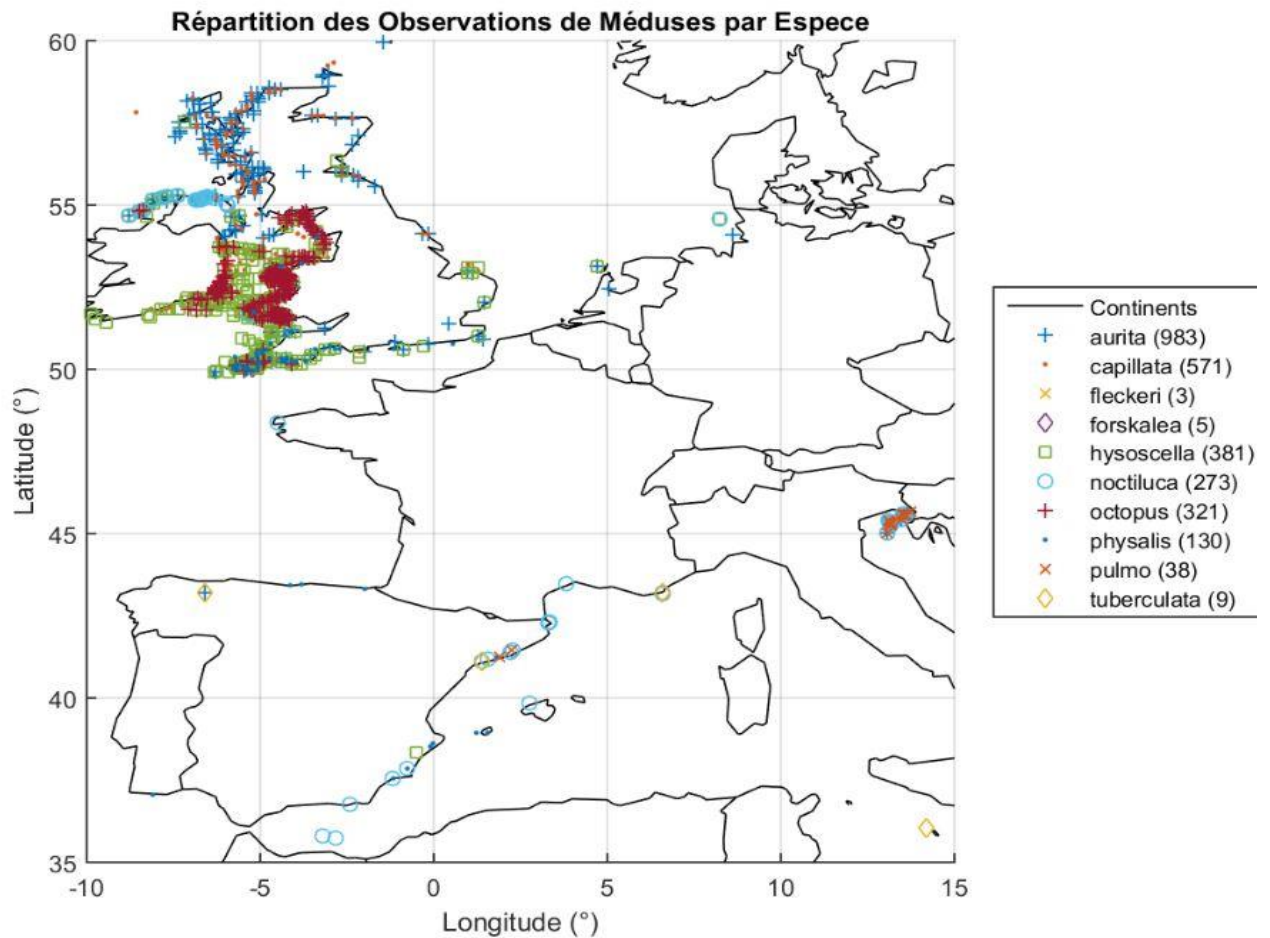 Répartition des Observations de Méduses par Espece
60
55
50
45
40
35
-10
-5
0
5
10
15
Latitude (°)
Longitude (°)
Continents
aurita (983)
capillata (571)
fleckeri (3)
forskalea (5)
hysoscella (381)
noctiluca (273)
octopus (321)
physalis (130)
pulmo (38)
tuberculata (9)